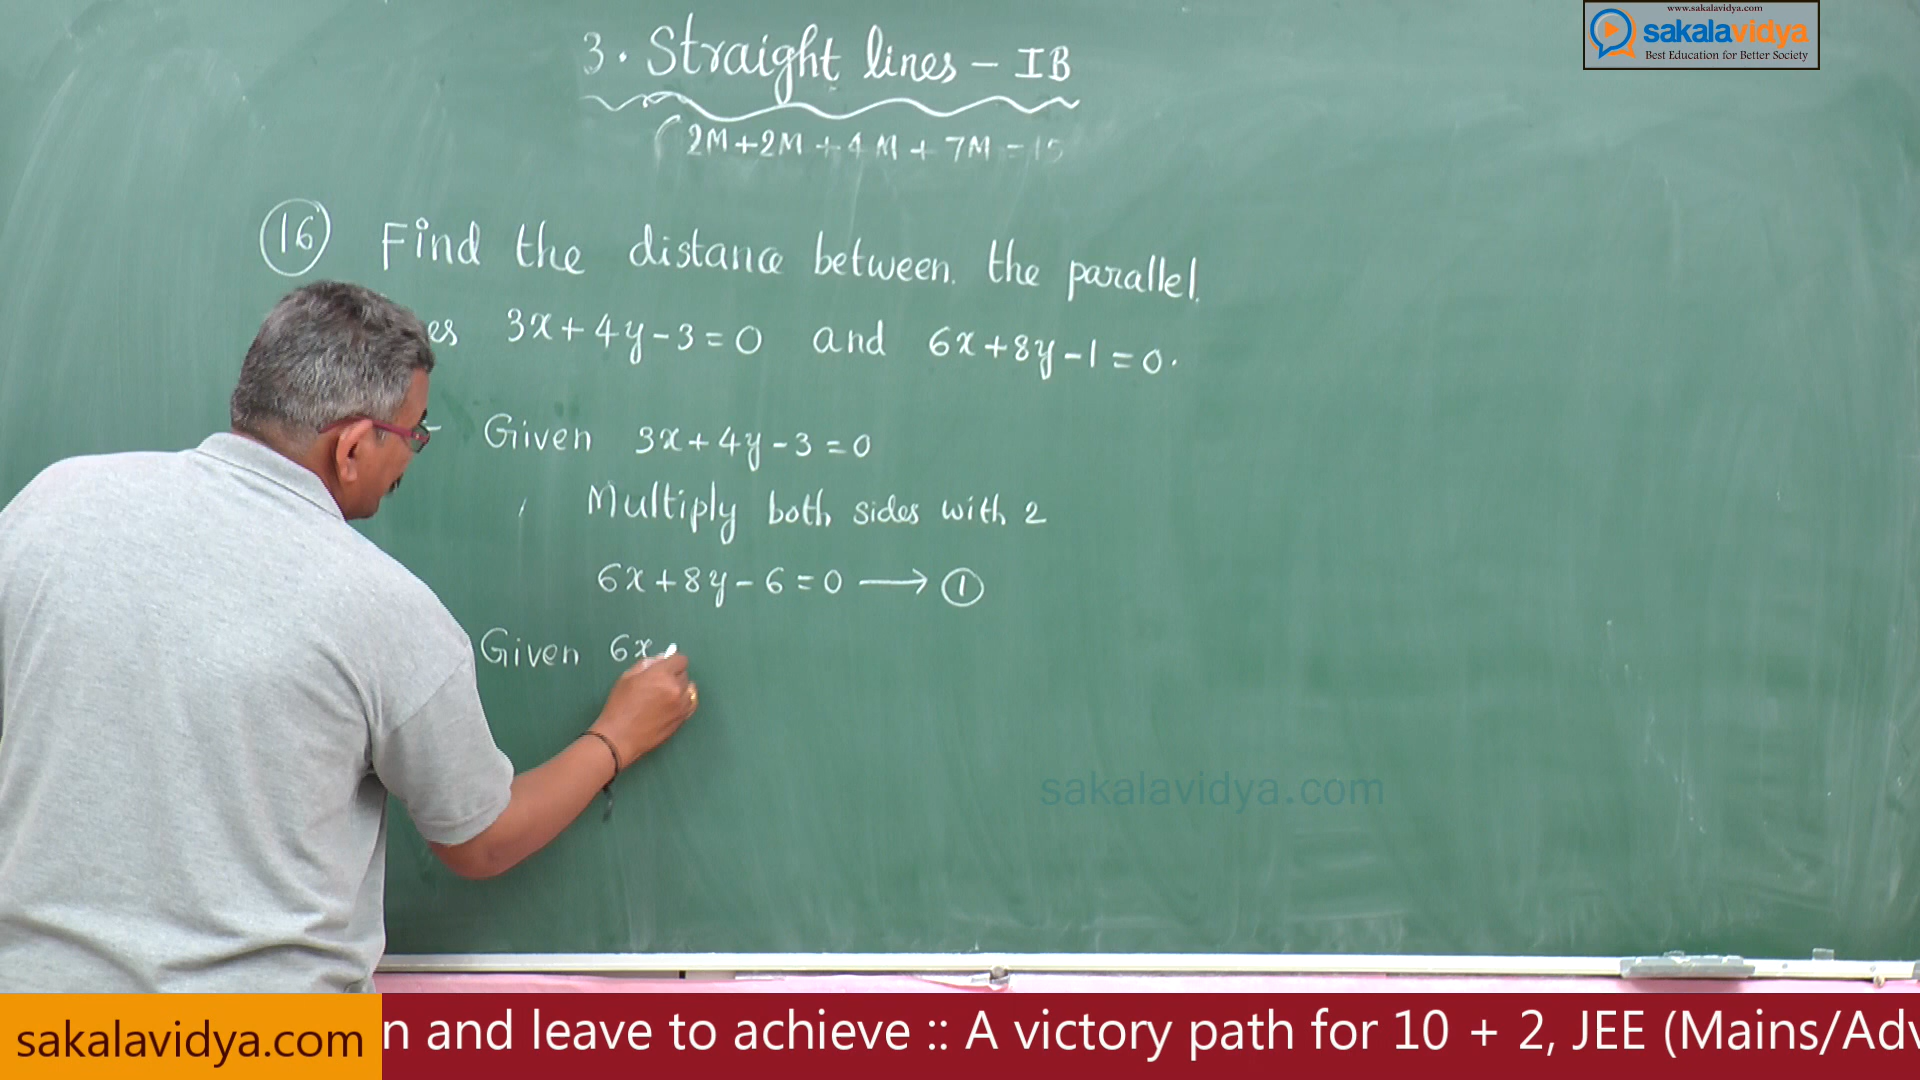 www.sakalavidya.com
sakalavidya
Best Education for Better Society
3. Straight lines - IB
(2M+2M+4M+7M=15
16 Find the distance between the parallel
es 3x+4y-3=0 and 6x+8y-1=0.
Given 3x+4y-3=0
Multiply both sides with 2
6x+8y-6=0 → 1
Given 6x
sakalavidya.com
sakalavidya.com n and leave to achieve :: A victory path for 10 + 2, JEE (Mains/Adv